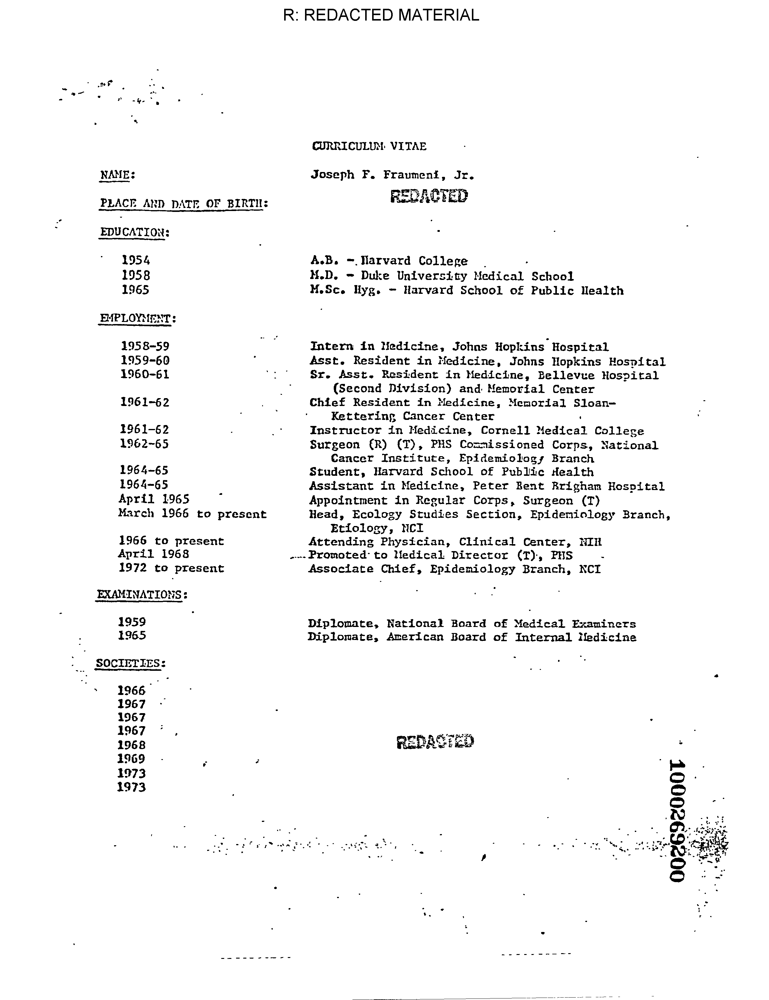 R: REDACTED MATERIAL
CURRICULUM VITAE
NAME: Joseph F. Fraumeni, Jr.
PLACE AND DATE OF BIRTH: REDACTED
EDUCATION:
1954 A.B. - Harvard College
1958 M.D. - Duke University Medical School
1965 M.Sc. Hyg. - Harvard School of Public Health
EMPLOYMENT:
1958-59 Intern in Medicine, Johns Hopkins Hospital
1959-60 Asst. Resident in Medicine, Johns Hopkins Hospital
1960-61 Sr. Asst. Resident in Medicine, Bellevue Hospital
(Second Division) and Memorial Center
1961-62 Chief Resident in Medicine, Memorial Sloan-
Kettering Cancer Center
1961-62 Instructor in Medicine, Cornell Medical College
1962-65 Surgeon (R) (T), PHS Commissioned Corps, National
Cancer Institute, Epidemiology Branch
1964-65 Student, Harvard School of Public Health
1964-65 Assistant in Medicine, Peter Bent Brigham Hospital
April 1965 Appointment in Regular Corps, Surgeon (T)
March 1966 to present Head, Ecology Studies Section, Epidemiology Branch,
Etiology, NCI
1966 to present Attending Physician, Clinical Center, NIH
April 1968 Promoted to Medical Director (T), PHS
1972 to present Associate Chief, Epidemiology Branch, NCI
EXAMINATIONS:
1959 Diplomate, National Board of Medical Examiners
1965 Diplomate, American Board of Internal Medicine
SOCIETIES:
1966
1967
1967
1967
1968 REDACTED
1969
1973
1973
1000269200